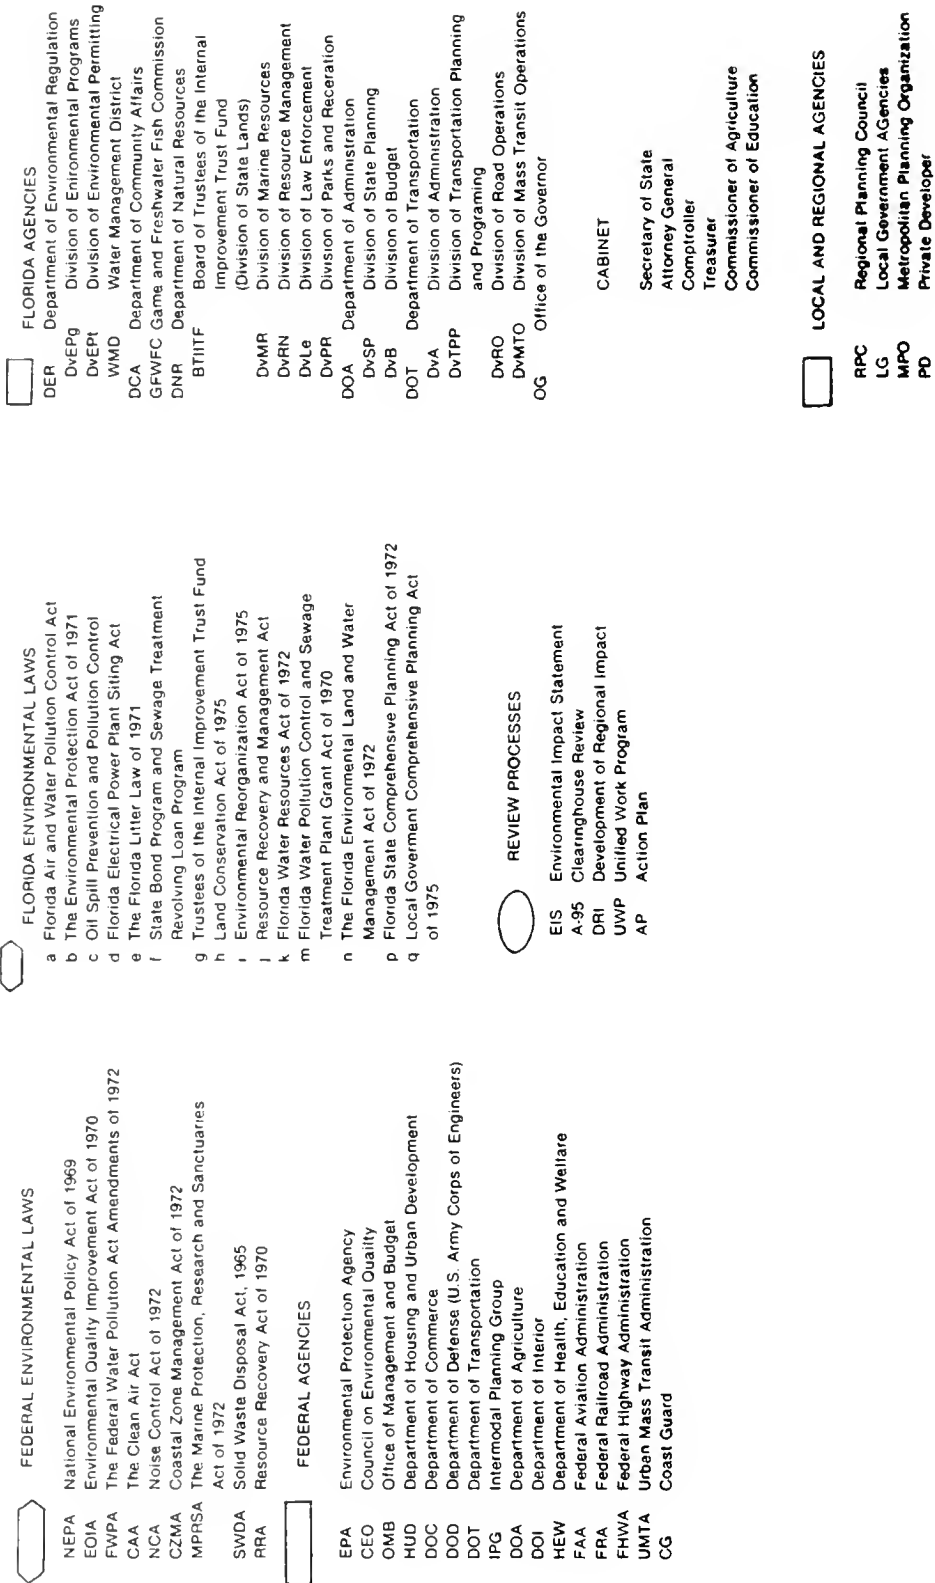 FEDERAL ENVIRONMENTAL LAWS
NEPA National Environmental Policy Act of 1969
EOIA Environmental Quality Improvement Act of 1970
FWPA The Federal Water Pollution Act Amendments of 1972
CAA The Clean Air Act
NCA Noise Control Act of 1972
CZMA Coastal Zone Management Act of 1972
MPRSA The Marine Protection, Research and Sanctuaries
Act of 1972
SWDA Solid Waste Disposal Act, 1965
RRA Resource Recovery Act of 1970
FEDERAL AGENCIES
EPA Environmental Protection Agency
CEO Council on Environmental Quailty
OMB Office of Management and Budget
HUD Department of Housing and Urban Development
DOC Department of Commerce
DOD Department of Defense (U.S. Army Corps of Engineers)
DOT Department of Transportation
IPG Intermodal Planning Group
DOA Department of Agriculture
DOI Department of Interior
HEW Department of Health, Education and Welfare
FAA Federal Aviation Administration
FRA Federal Railroad Administration
FHWA Federal Highway Administration
UMTA Urban Mass Transit Administration
CG Coast Guard
FLORIDA ENVIRONMENTAL LAWS
a Florida Air and Water Pollution Control Act
b The Environmental Protection Act of 1971
c Oil Spill Prevention and Pollution Control
d Florida Electrical Power Plant Siting Act
e The Florida Litter Law of 1971
f State Bond Program and Sewage Treatment
Revolving Loan Program
g Trustees of the Internal Improvement Trust Fund
h Land Conservation Act of 1975
i Environmental Reorganization Act of 1975
j Resource Recovery and Management Act
k Florida Water Resources Act of 1972
m Florida Water Pollution Control and Sewage
Treatment Plant Grant Act of 1970
n The Florida Environmental Land and Water
Management Act of 1972
p Florida State Comprehensive Planning Act of 1972
q Local Goverment Comprehensive Planning Act
of 1975
REVIEW PROCESSES
EIS Environmental Impact Statement
A-95 Clearinghouse Review
DRI Development of Regional Impact
UWP Unified Work Program
AP Action Plan
FLORIDA AGENCIES
DER Department of Environmental Regulation
DvEPg Division of Enironmental Programs
DvEPt Division of Environmental Permitting
WMD Water Management District
DCA Department of Community Affairs
GFWFC Game and Freshwater Fish Commission
DNR Department of Natural Resources
BTIITF Board of Trustees of the Internal
Improvement Trust Fund
(Division of State Lands)
DvMR Division of Marine Resources
DvRN Division of Resource Management
DvLe Division of Law Enforcement
DvPR Division of Parks and Receration
DOA Department of Administration
DvSP Division of State Planning
DvB Division of Budget
DOT Department of Transportation
DvA Division of Administration
DvTPP Division of Transportation Planning
and Programing
DvRO Division of Road Operations
DvMTO Division of Mass Transit Operations
OG Office of the Governor
CABINET
Secretary of State
Attorney General
Comptroller
Treasurer
Commissioner of Agriculture
Commissioner of Education
LOCAL AND REGIONAL AGENCIES
RPC Regional Planning Council
LG Local Government AGencies
MPO Metropolitan Planning Organization
PD Private Developer